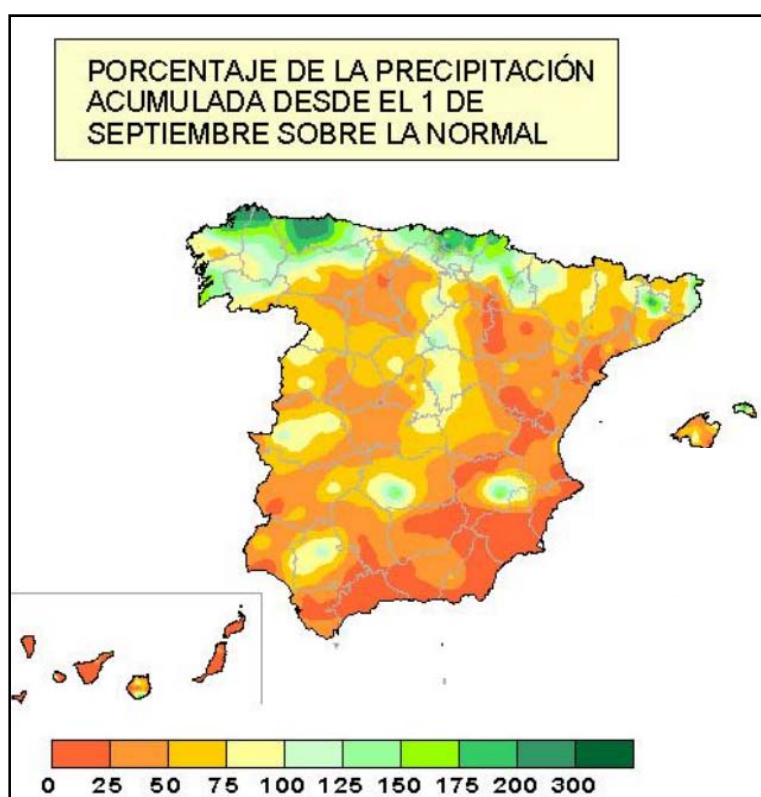 PORCENTAJE DE LA PRECIPITACIÓN
ACUMULADA DESDE EL 1 DE
SEPTIEMBRE SOBRE LA NORMAL
0 25 50 75 100 125 150 175 200 300